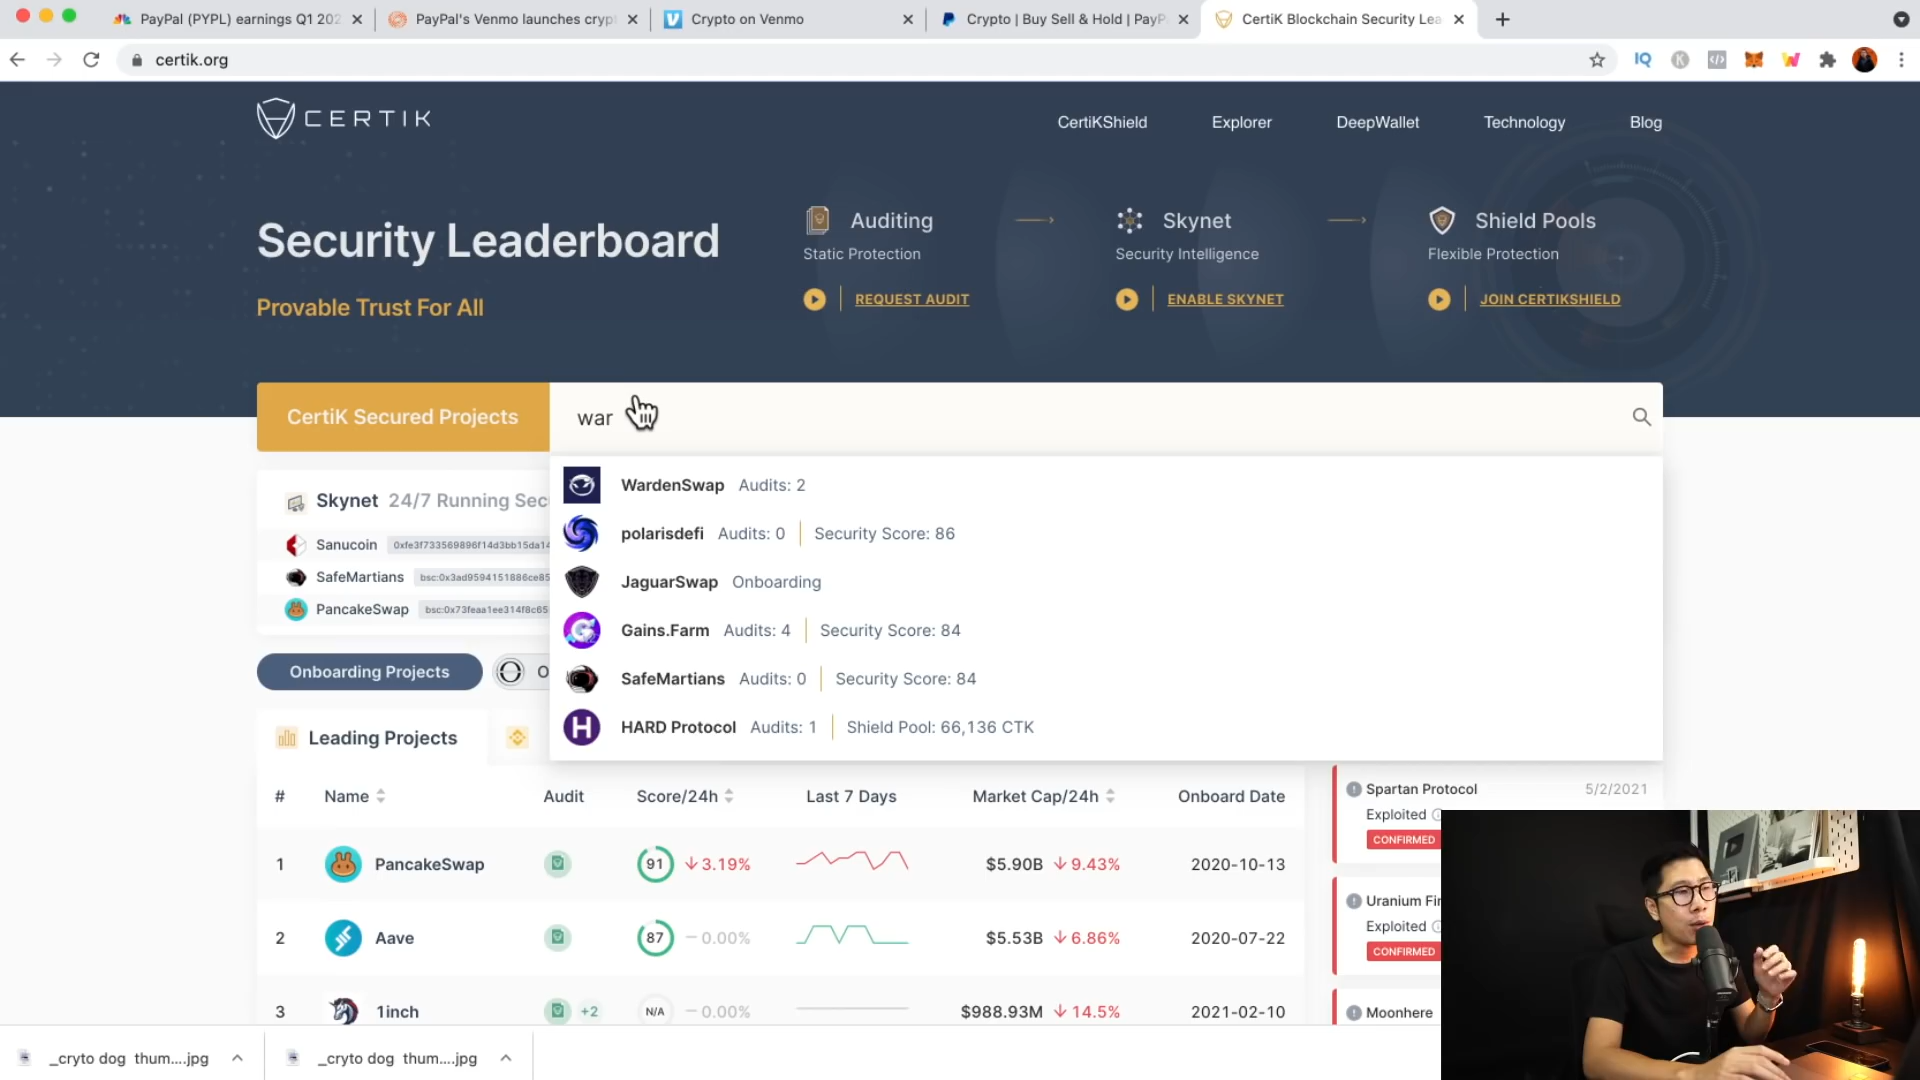 PayPal (PYPL) earnings Q1 202
PayPal's Venmo launches cryp
Crypto on Venmo
Crypto | Buy Sell & Hold | PayP
CertiK Blockchain Security Lea
certik.org
IQ
CERTIK
CertiKShield
Explorer
DeepWallet
Technology
Blog
Security Leaderboard
Provable Trust For All
Auditing
Static Protection
REQUEST AUDIT
Skynet
Security Intelligence
ENABLE SKYNET
Shield Pools
Flexible Protection
JOIN CERTIKSHIELD
CertiK Secured Projects
war
WardenSwap Audits: 2
polarisdefi Audits: 0 Security Score: 86
JaguarSwap Onboarding
Gains.Farm Audits: 4 Security Score: 84
SafeMartians Audits: 0 Security Score: 84
HARD Protocol Audits: 1 Shield Pool: 66,136 CTK
Skynet 24/7 Running Sec
Sanucoin 0xfe3f733569896f14d3bb15da14
SafeMartians bsc:0x3ad9594151886ce85
PancakeSwap bsc:0x73feaa1ee314f8c65
Onboarding Projects
O
Leading Projects
# Name Audit Score/24h Last 7 Days Market Cap/24h Onboard Date
1 PancakeSwap 91 3.19% $5.90B 9.43% 2020-10-13
2 Aave 87 0.00% $5.53B 6.86% 2020-07-22
3 1inch +2 N/A 0.00% $988.93M 14.5% 2021-02-10
Spartan Protocol 5/2/2021
Exploited
CONFIRMED
Uranium Fi
Exploited
CONFIRMED
Moonhere
_cryto dog thum....jpg
_cryto dog thum....jpg